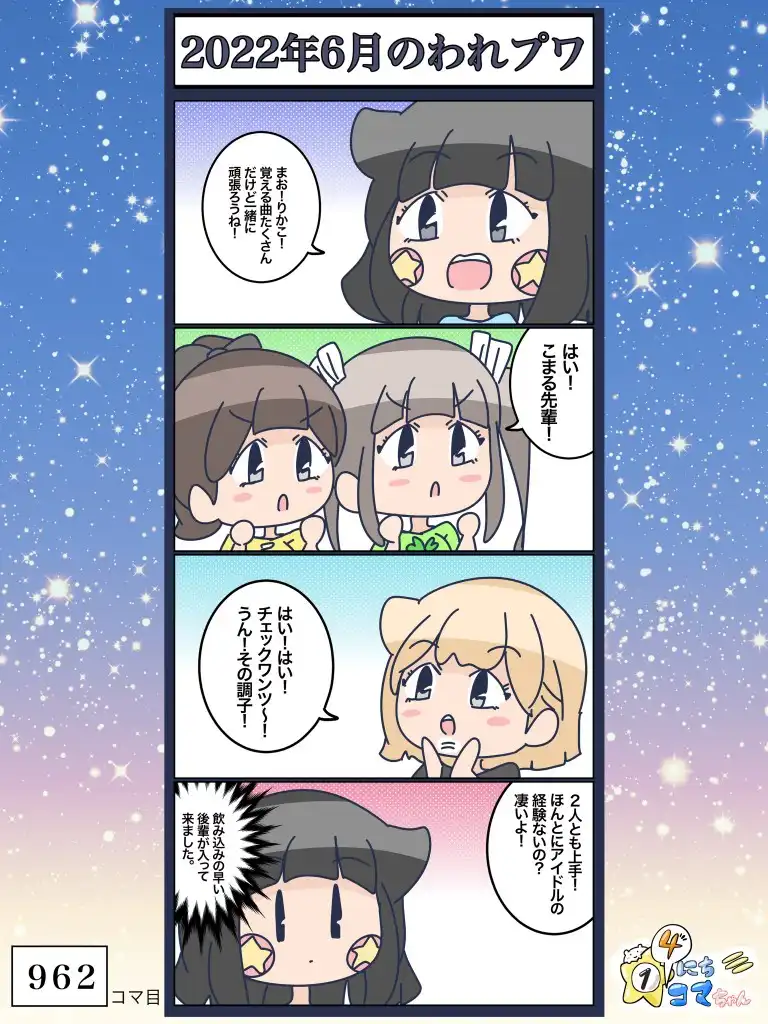 2022年6月のわれプワ
まお！りかこ！
覚える曲たくさん
だけど一緒に
頑張ろうね！
はい！
こまる先輩！
はい！はい！
チェックワンツ〜！
うん！その調子！
２人とも上手！
ほんとにアイドルの
経験ないの？
凄いよ！
飲み込みの早い
後輩が入って
来ました。
962
コマ目
1にち
4コマちゃん